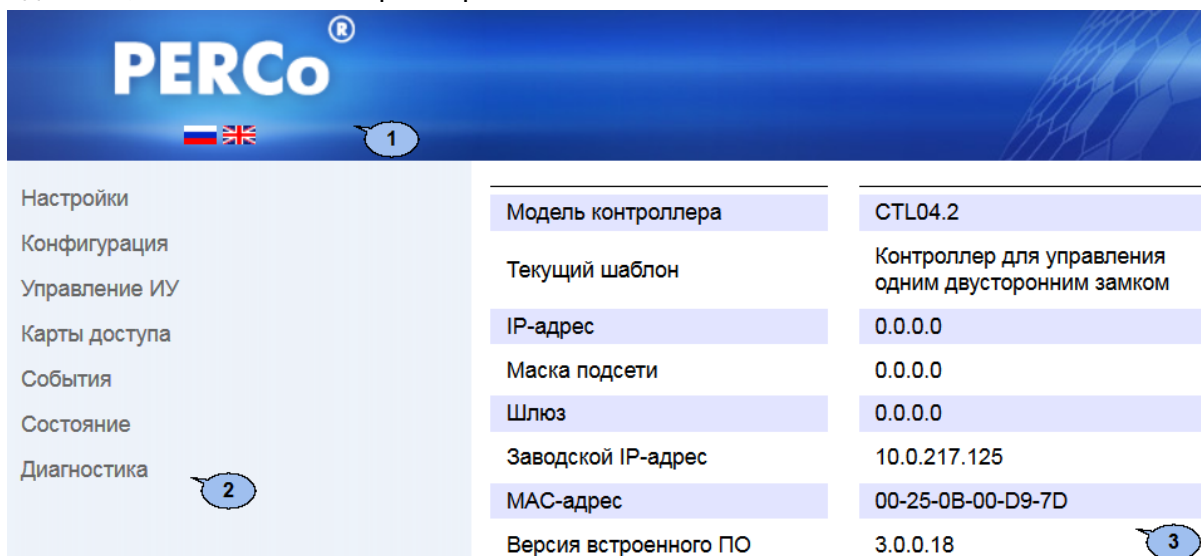 PERCo®
1
Настройки
Конфигурация
Управление ИУ
Карты доступа
События
Состояние
Диагностика
2
Модель контроллера CTL04.2
Текущий шаблон Контроллер для управления
одним двусторонним замком
IP-адрес 0.0.0.0
Маска подсети 0.0.0.0
Шлюз 0.0.0.0
Заводской IP-адрес 10.0.217.125
MAC-адрес 00-25-0B-00-D9-7D
Версия встроенного ПО 3.0.0.18
3